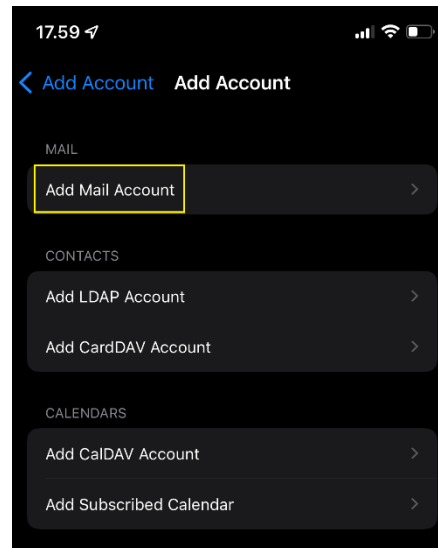 17.59
Add Account Add Account
MAIL
Add Mail Account
CONTACTS
Add LDAP Account
Add CardDAV Account
CALENDARS
Add CalDAV Account
Add Subscribed Calendar